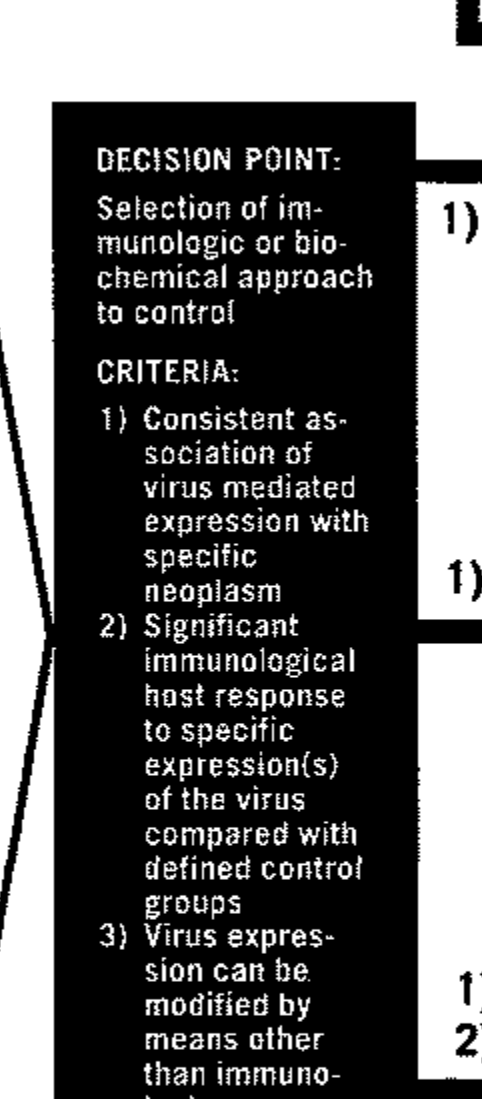 DECISION POINT:
Selection of im-
munologic or bio-
chemical approach
to control
CRITERIA:
1) Consistent as-
sociation of
virus mediated
expression with
specific
neoplasm
2) Significant
immunological
host response
to specific
expression(s)
of the virus
compared with
defined control
groups
3) Virus expres-
sion can be
modified by
means other
than immuno-
1)
1)
1)
2)